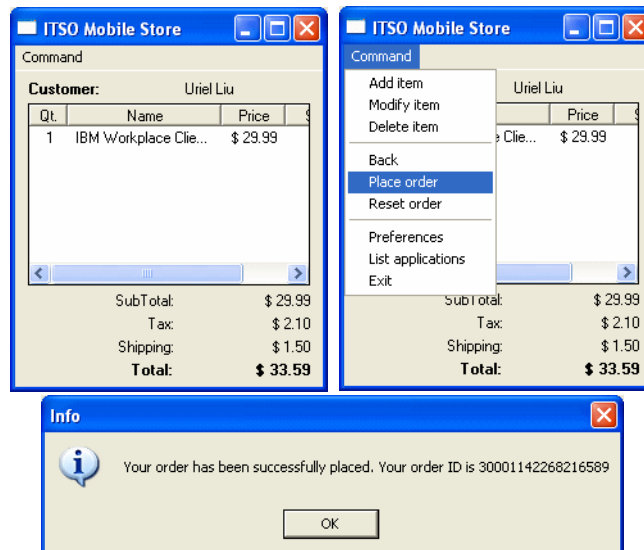 ITSO Mobile Store
Command
Customer: Uriel Liu
Qt. Name Price
1 IBM Workplace Clie... $ 29.99
SubTotal: $ 29.99
Tax: $ 2.10
Shipping: $ 1.50
Total: $ 33.59
ITSO Mobile Store
Command
Uriel Liu
Add item
Modify item
Delete item
Back
Place order
Reset order
Preferences
List applications
Exit
Price
Clie... $ 29.99
SubTotal: $ 29.99
Tax: $ 2.10
Shipping: $ 1.50
Total: $ 33.59
Info
Your order has been successfully placed. Your order ID is 30001142268216589
OK